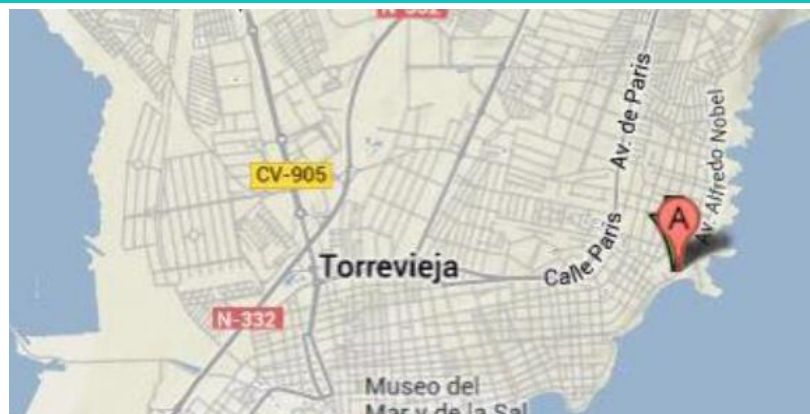 N-332
Av. de Paris
Av. Alfredo Nobel
CV-905
A
Calle Paris
Torrevieja
N-332
Museo del
Mar y de la Sal